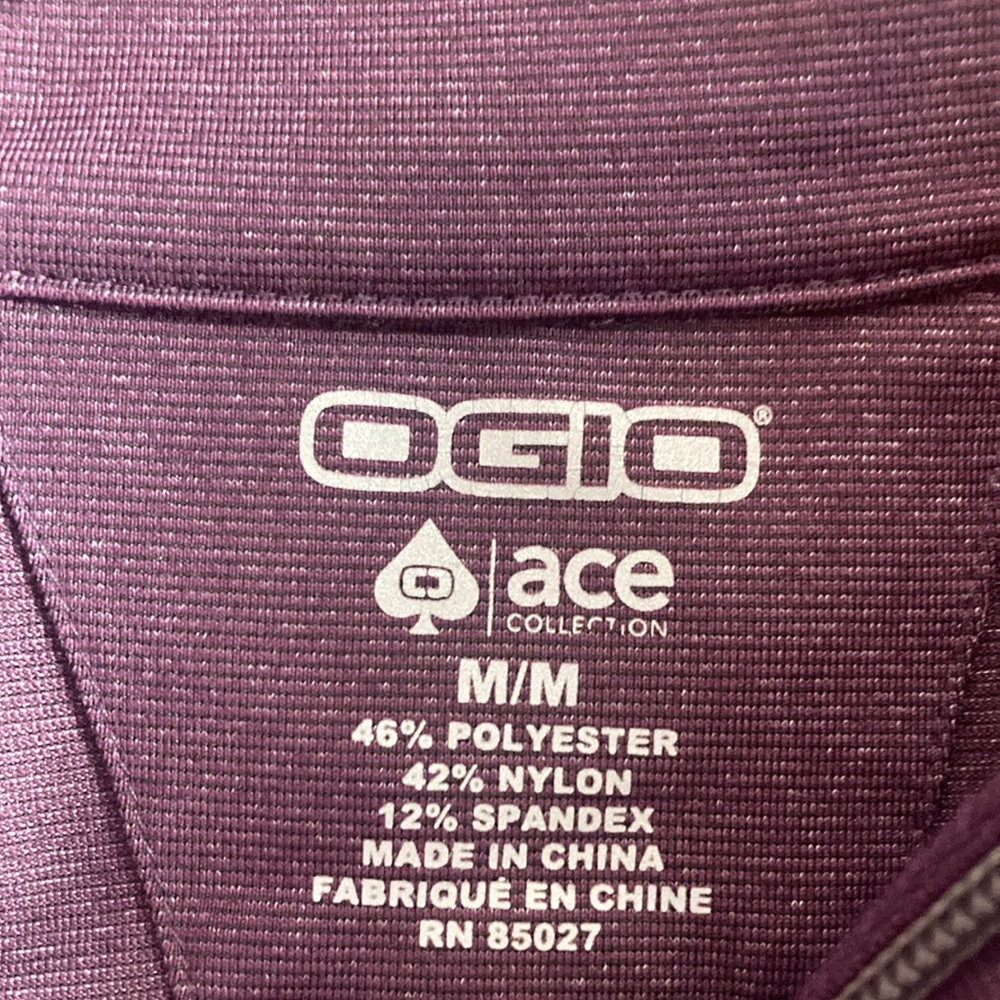 OGIO®
ace
COLLECTION
M/M
46% POLYESTER
42% NYLON
12% SPANDEX
MADE IN CHINA
FABRIQUÉ EN CHINE
RN 85027